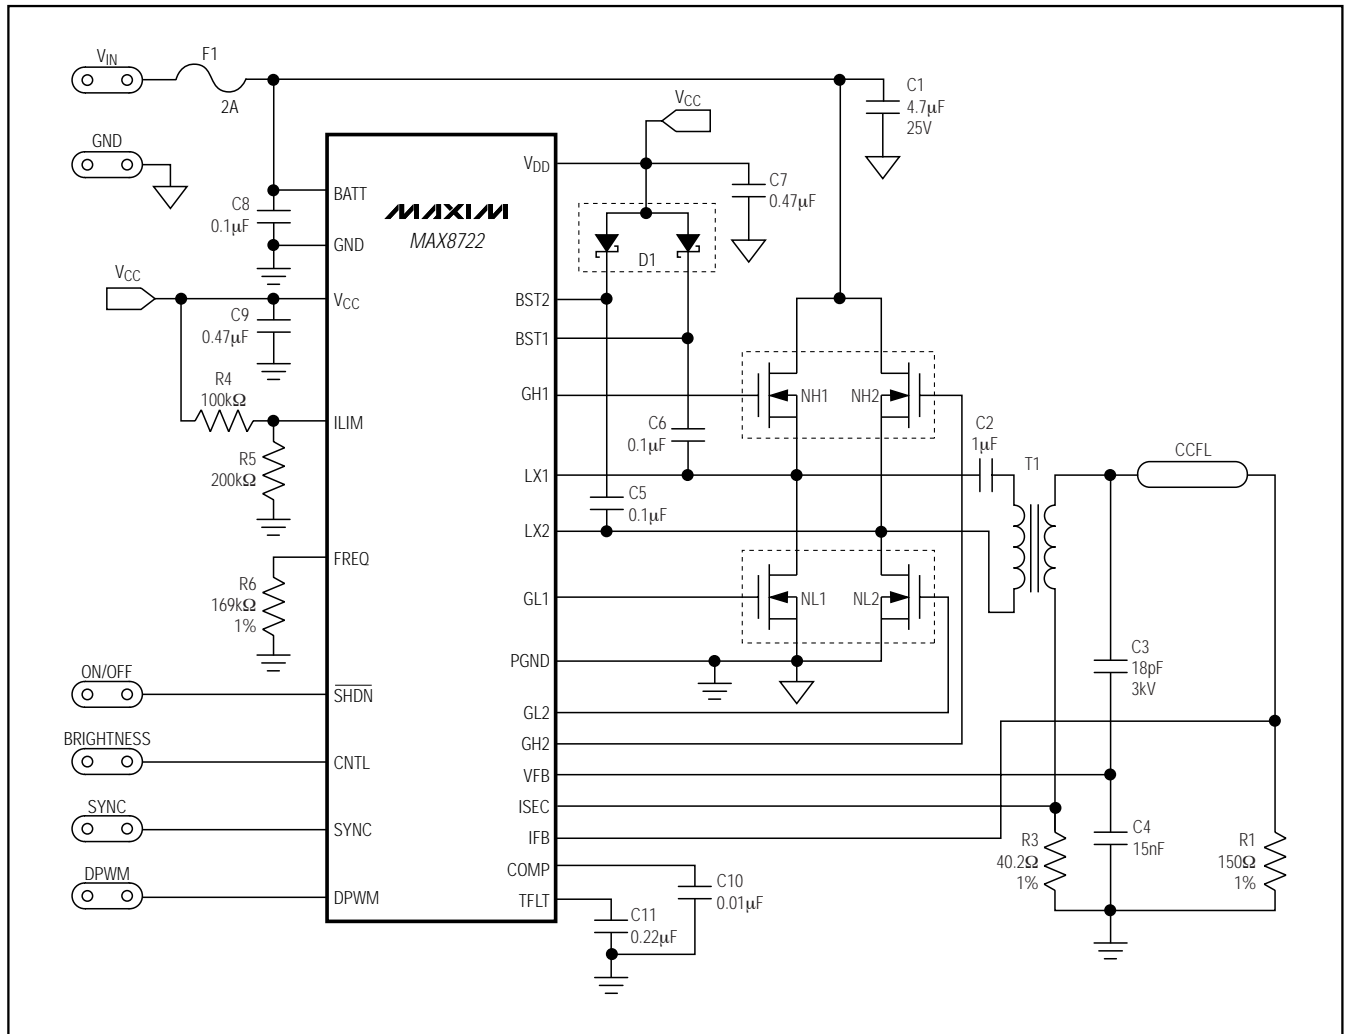 V_IN
F1
2A
GND
C1
4.7µF
25V
V_CC
V_DD
C7
0.47µF
C8
0.1µF
BATT
GND
MAXIM
MAX8722
D1
V_CC
V_CC
C9
0.47µF
BST2
BST1
R4
100kΩ
ILIM
R5
200kΩ
GH1
NH1
NH2
C6
0.1µF
C2
1µF
T1
CCFL
LX1
C5
0.1µF
LX2
FREQ
R6
169kΩ
1%
GL1
NL1
NL2
PGND
C3
18pF
3kV
ON/OFF
SHDN
GL2
GH2
BRIGHTNESS
CNTL
VFB
ISEC
SYNC
SYNC
IFB
R3
40.2Ω
1%
C4
15nF
R1
150Ω
1%
COMP
C10
0.01µF
DPWM
DPWM
TFLT
C11
0.22µF